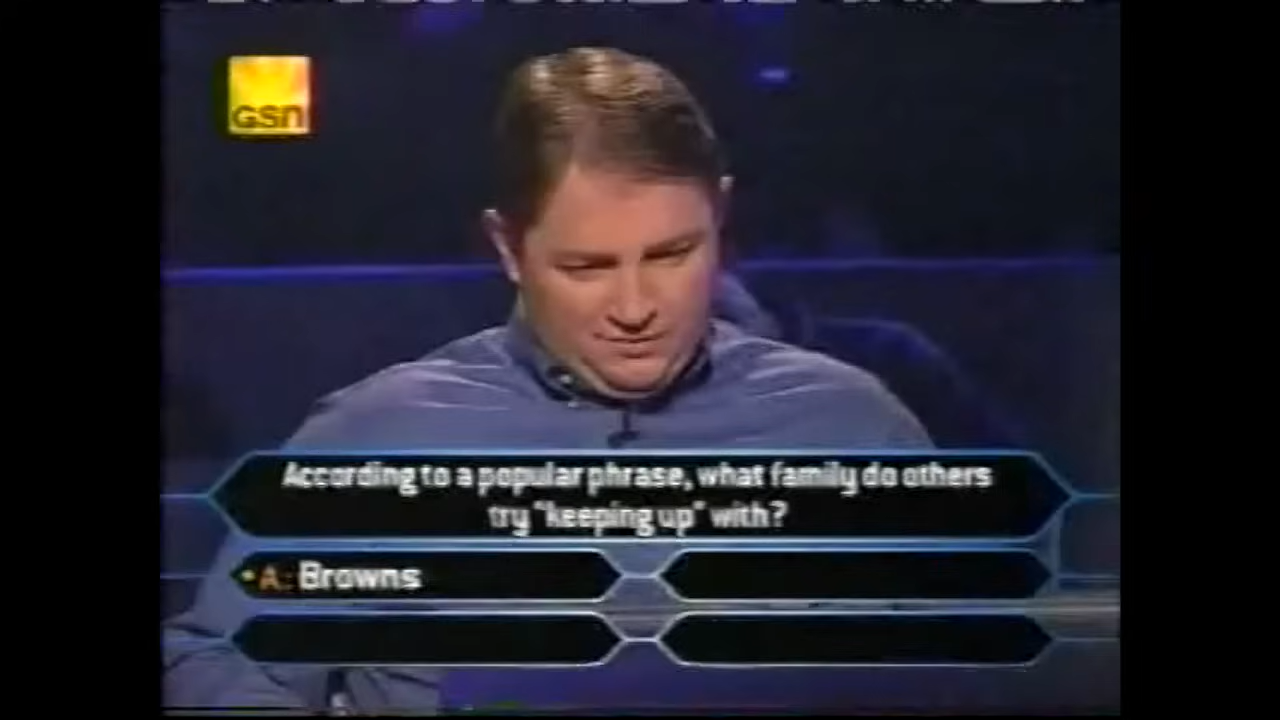 GSN
According to a popular phrase, what family do others
try "keeping up" with?
A: Browns